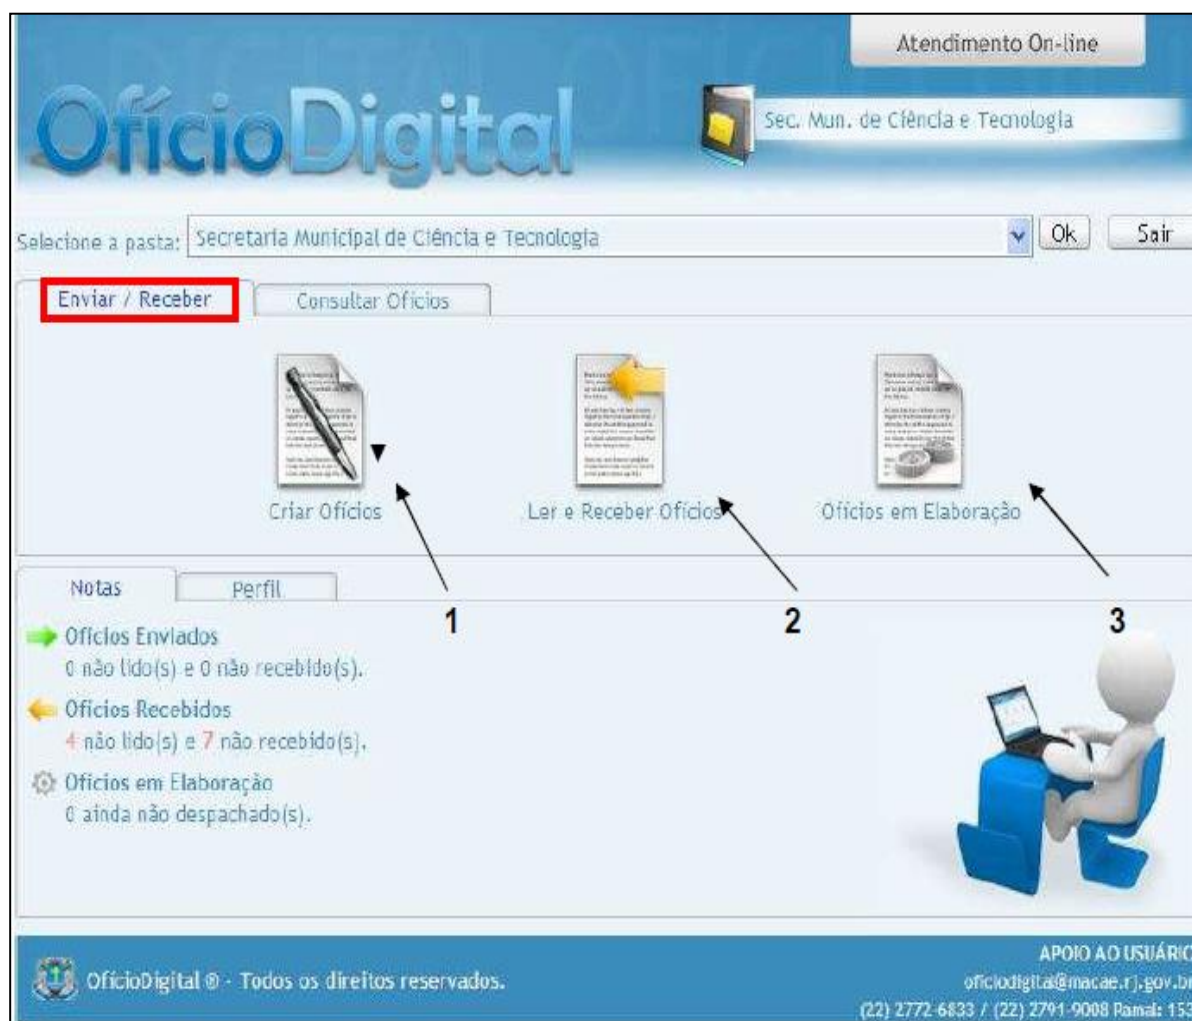 Atendimento On-line
OfícioDigital
Sec. Mun. de Ciência e Tecnologia
Selecione a pasta: Secretaria Municipal de Ciência e Tecnologia Ok Sair
Enviar / Receber Consultar Ofícios
Criar Ofícios Ler e Receber Ofícios Ofícios em Elaboração
1 2 3
Notas Perfil
Ofícios Enviados
0 não lido(s) e 0 não recebido(s).
Ofícios Recebidos
4 não lido(s) e 7 não recebido(s).
Ofícios em Elaboração
0 ainda não despachado(s).
APOIO AO USUÁRIO
OfícioDigital ® - Todos os direitos reservados.
oficiodigital@macae.rj.gov.br
(22) 2772-6833 / (22) 2791-9008 Ramal: 153